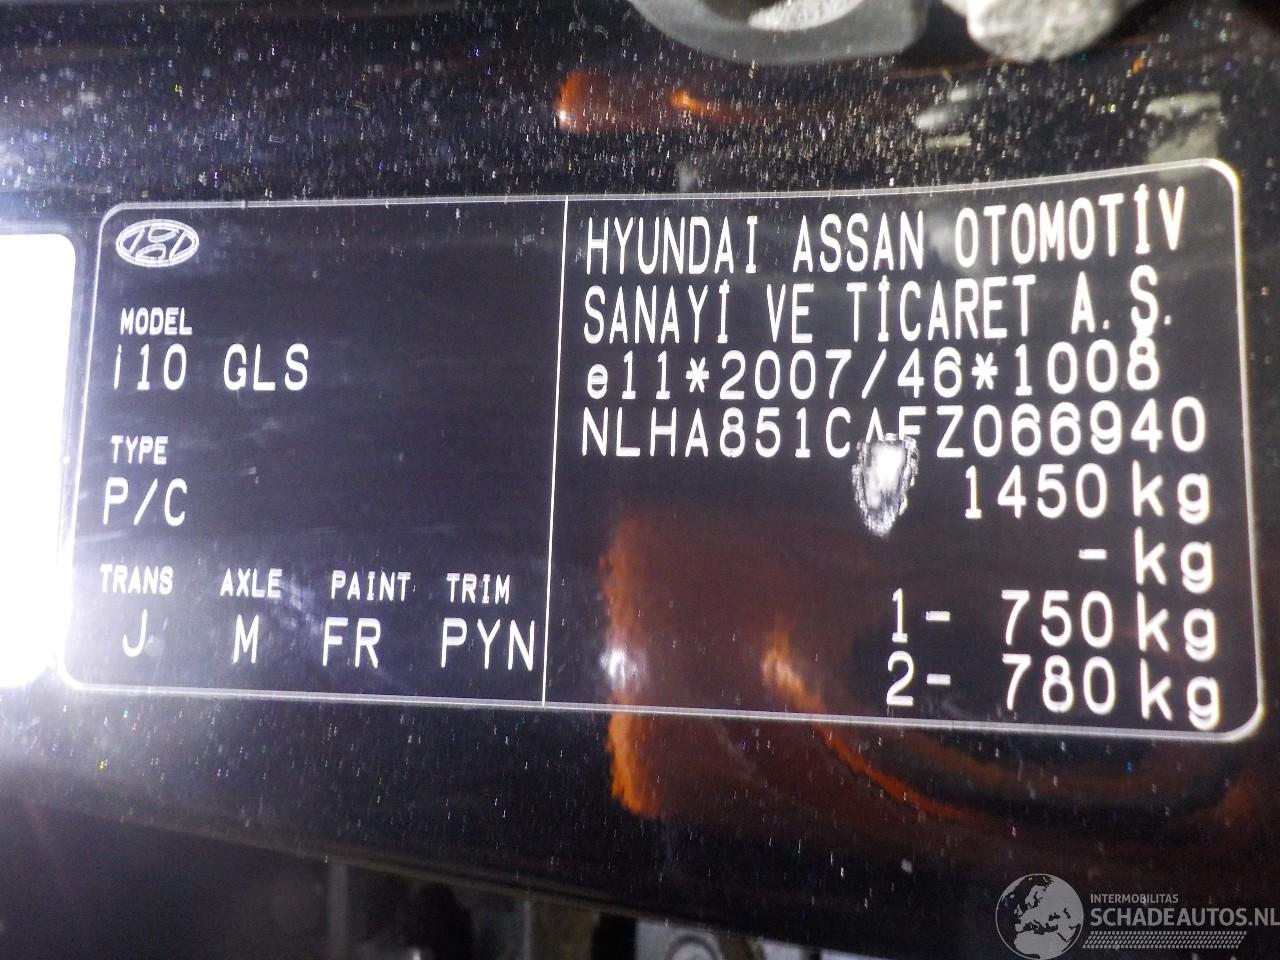 MODEL
i10 GLS
TYPE
P/C
TRANS AXLE PAINT TRIM
J M FR PYN
HYUNDAI ASSAN OTOMOTİV
SANAYİ VE TİCARET A.Ş.
e11*2007/46*1008
1450 kg
- kg
1- 750 kg
2- 780 kg
INTERMOBILITAS
SCHADEAUTOS.NL